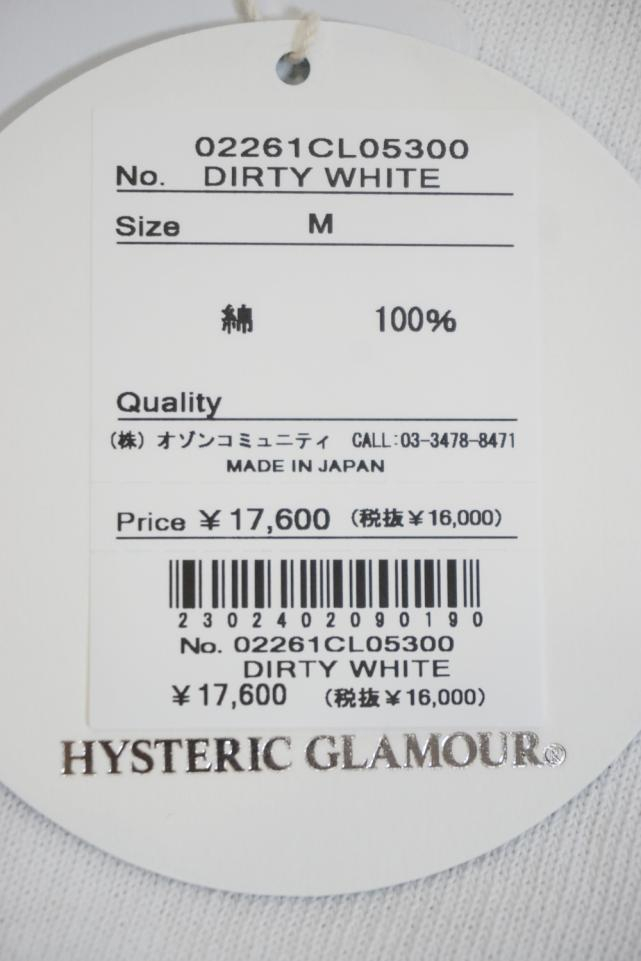 02261CL05300
No. DIRTY WHITE
Size M
綿 100%
Quality
(株) オゾンコミュニティ CALL:03-3478-8471
MADE IN JAPAN
Price ¥17,600 (税抜¥16,000)
2302402090190
No. 02261CL05300
DIRTY WHITE
¥17,600 (税抜¥16,000)
HYSTERIC GLAMOUR®